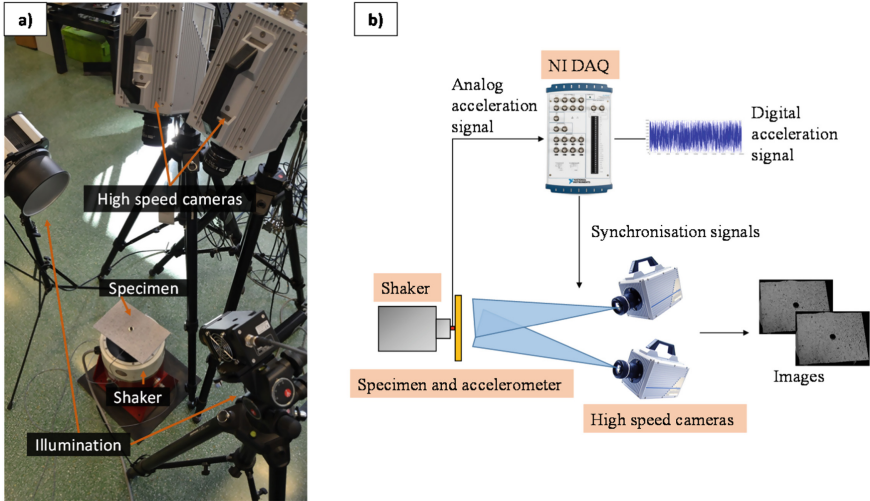 a)
High speed cameras
Specimen
Shaker
Illumination
b)
NI DAQ
Analog
acceleration
signal
Digital
acceleration
signal
Synchronisation signals
Shaker
Specimen and accelerometer
High speed cameras
Images